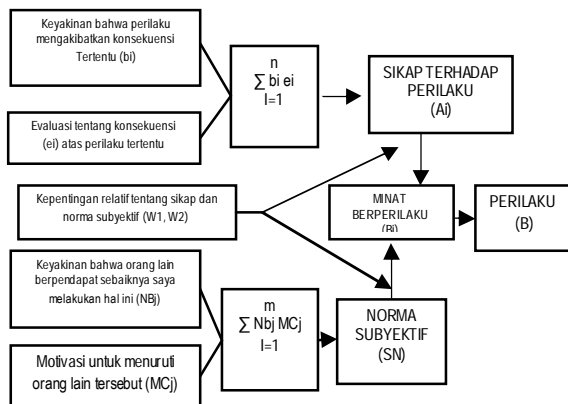 Keyakinan bahwa perilaku
mengakibatkan konsekuensi
Tertentu (bi)
Evaluasi tentang konsekuensi
(ei) atas perilaku tertentu
n
∑ bi ei
I=1
SIKAP TERHADAP
PERILAKU
(Ai)
Kepentingan relatif tentang sikap dan
norma subyektif (W1, W2)
MINAT
BERPERILAKU
(Bi)
PERILAKU
(B)
Keyakinan bahwa orang lain
berpendapat sebaiknya saya
melakukan hal ini (NBj)
Motivasi untuk menuruti
orang lain tersebut (MCj)
m
∑ Nbj MCj
I=1
NORMA
SUBYEKTIF
(SN)